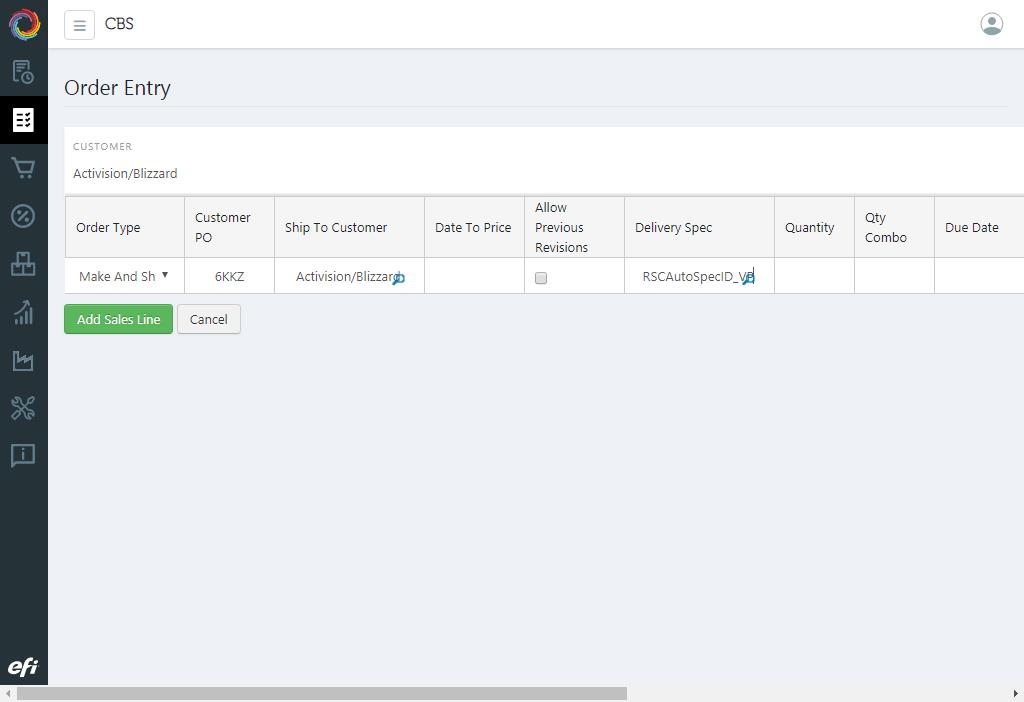 CBS
Order Entry
CUSTOMER
Activision/Blizzard
Order Type
Customer PO
Ship To Customer
Date To Price
Allow Previous Revisions
Delivery Spec
Quantity
Qty Combo
Due Date
Make And Sh
6KKZ
Activision/Blizzard
RSCAutoSpecID_VP
Add Sales Line
Cancel
efi